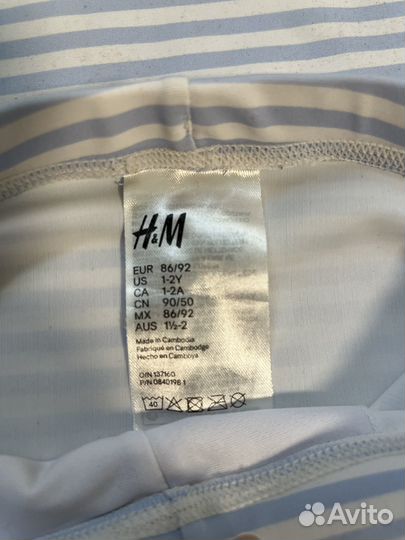 H&M
EUR 86/92
US 1-2Y
CA 1-2A
CN 90/50
MX 86/92
AUS 1½-2
Made in Cambodia
Fabriqué en Cambodge
Hecho en Camboya
O/N 137160
P/N 0840198 1
40
Avito